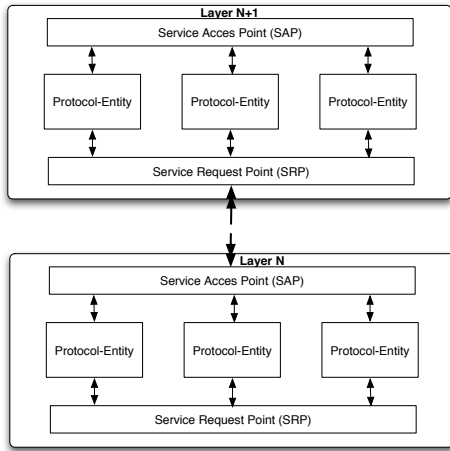 Layer N+1
Service Acces Point (SAP)
Protocol-Entity
Protocol-Entity
Protocol-Entity
Service Request Point (SRP)
Layer N
Service Acces Point (SAP)
Protocol-Entity
Protocol-Entity
Protocol-Entity
Service Request Point (SRP)